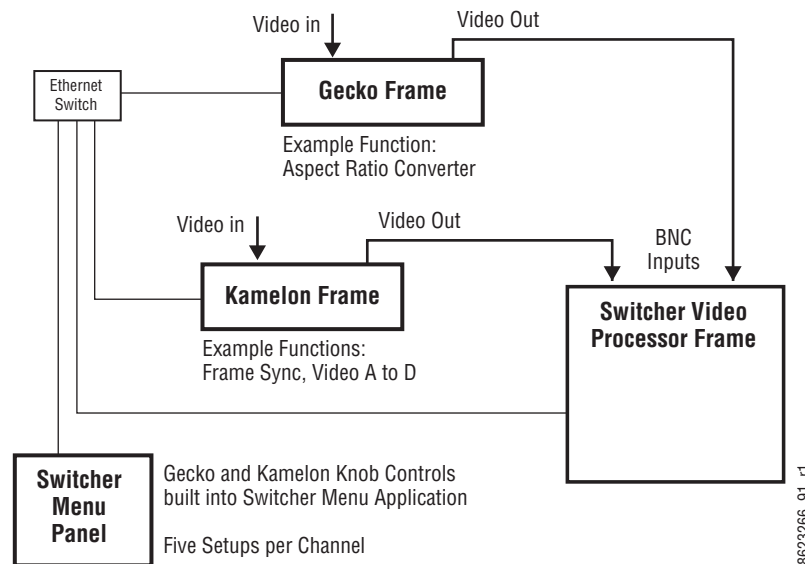 Video in
Video Out
Ethernet
Switch
Gecko Frame
Example Function:
Aspect Ratio Converter
Video in
Video Out
BNC
Inputs
Kamelon Frame
Switcher Video
Processor Frame
Example Functions:
Frame Sync, Video A to D
Switcher
Menu
Panel
Gecko and Kamelon Knob Controls
built into Switcher Menu Application
Five Setups per Channel
8623266_91_r1